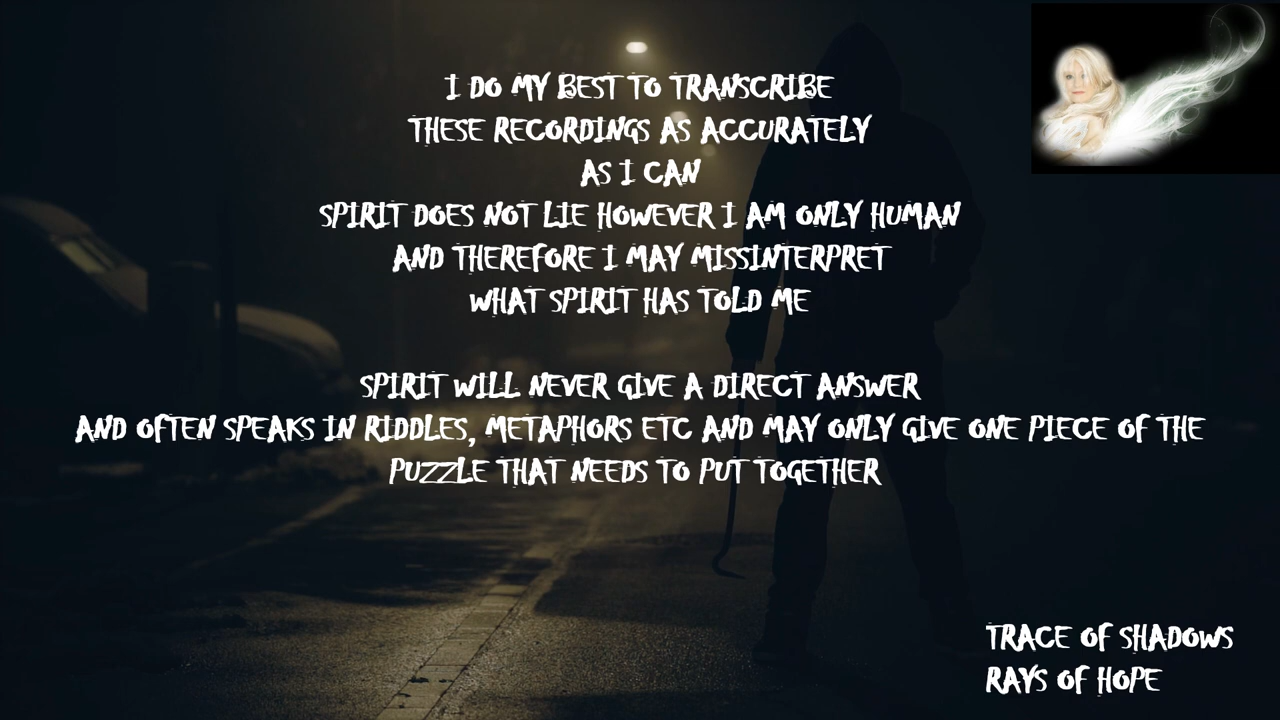 I DO MY BEST TO TRANSCRIBE
THESE RECORDINGS AS ACCURATELY
AS I CAN
SPIRIT DOES NOT LIE HOWEVER I AM ONLY HUMAN
AND THEREFORE I MAY MISSINTERPRET
WHAT SPIRIT HAS TOLD ME
SPIRIT WILL NEVER GIVE A DIRECT ANSWER
AND OFTEN SPEAKS IN RIDDLES, METAPHORS ETC AND MAY ONLY GIVE ONE PIECE OF THE
PUZZLE THAT NEEDS TO PUT TOGETHER
TRACE OF SHADOWS
RAYS OF HOPE